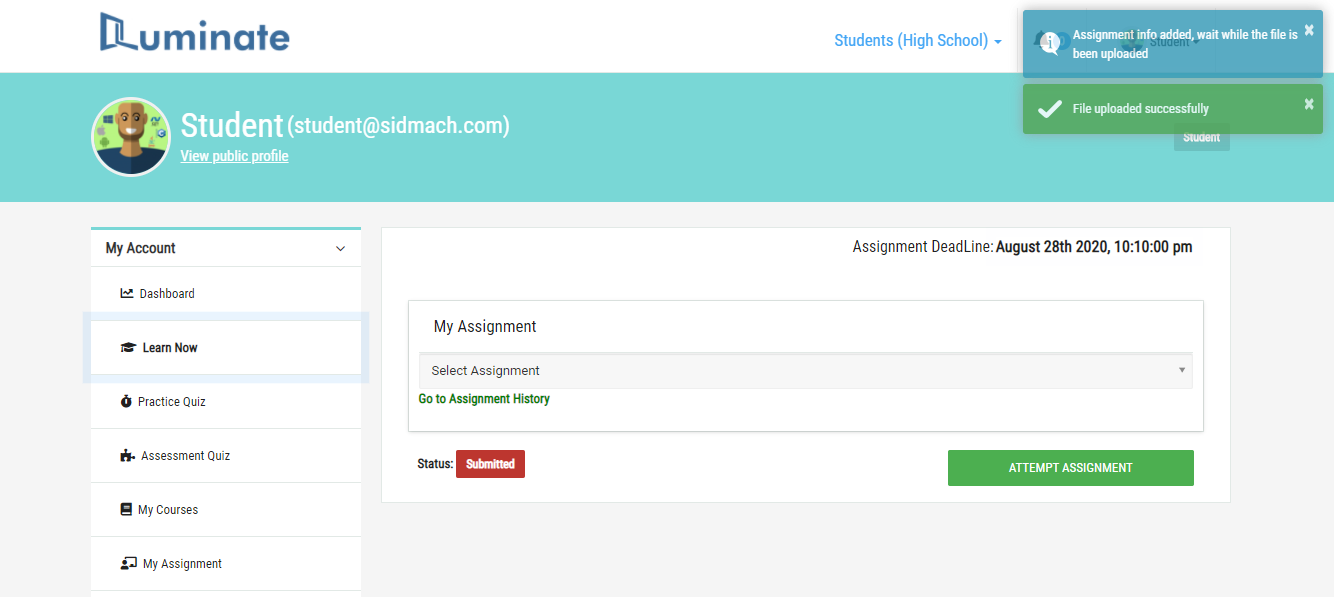 Luminate
Students (High School)
Assignment info added, wait while the file is
been uploaded
×
Student
File uploaded successfully
×
Student (student@sidmach.com)
View public profile
Student
My Account
Assignment DeadLine: August 28th 2020, 10:10:00 pm
Dashboard
Learn Now
Practice Quiz
Assessment Quiz
My Courses
My Assignment
My Assignment
Select Assignment
Go to Assignment History
Status: Submitted
ATTEMPT ASSIGNMENT